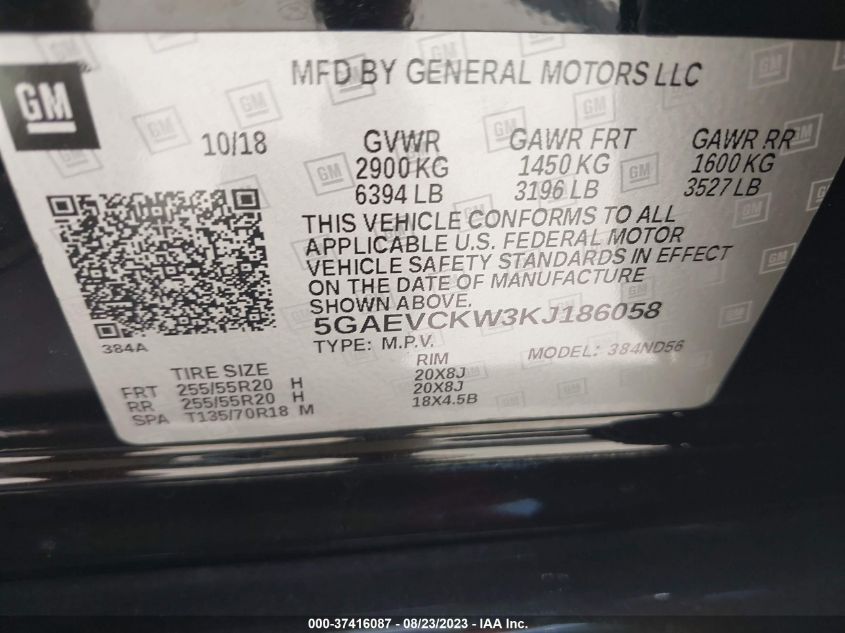 GM
MFD BY GENERAL MOTORS LLC
10/18 GVWR GAWR FRT GAWR RR
2900 KG 1450 KG 1600 KG
6394 LB 3196 LB 3527 LB
THIS VEHICLE CONFORMS TO ALL
APPLICABLE U.S. FEDERAL MOTOR
VEHICLE SAFETY STANDARDS IN EFFECT
ON THE DATE OF MANUFACTURE
SHOWN ABOVE.
5GAEVCKW3KJ186058
384A
TYPE: M.P.V. MODEL: 384ND56
TIRE SIZE RIM
FRT 255/55R20 H 20X8J
RR 255/55R20 H 20X8J
SPA T135/70R18 M 18X4.5B
000-37416087 - 08/23/2023 - IAA Inc.